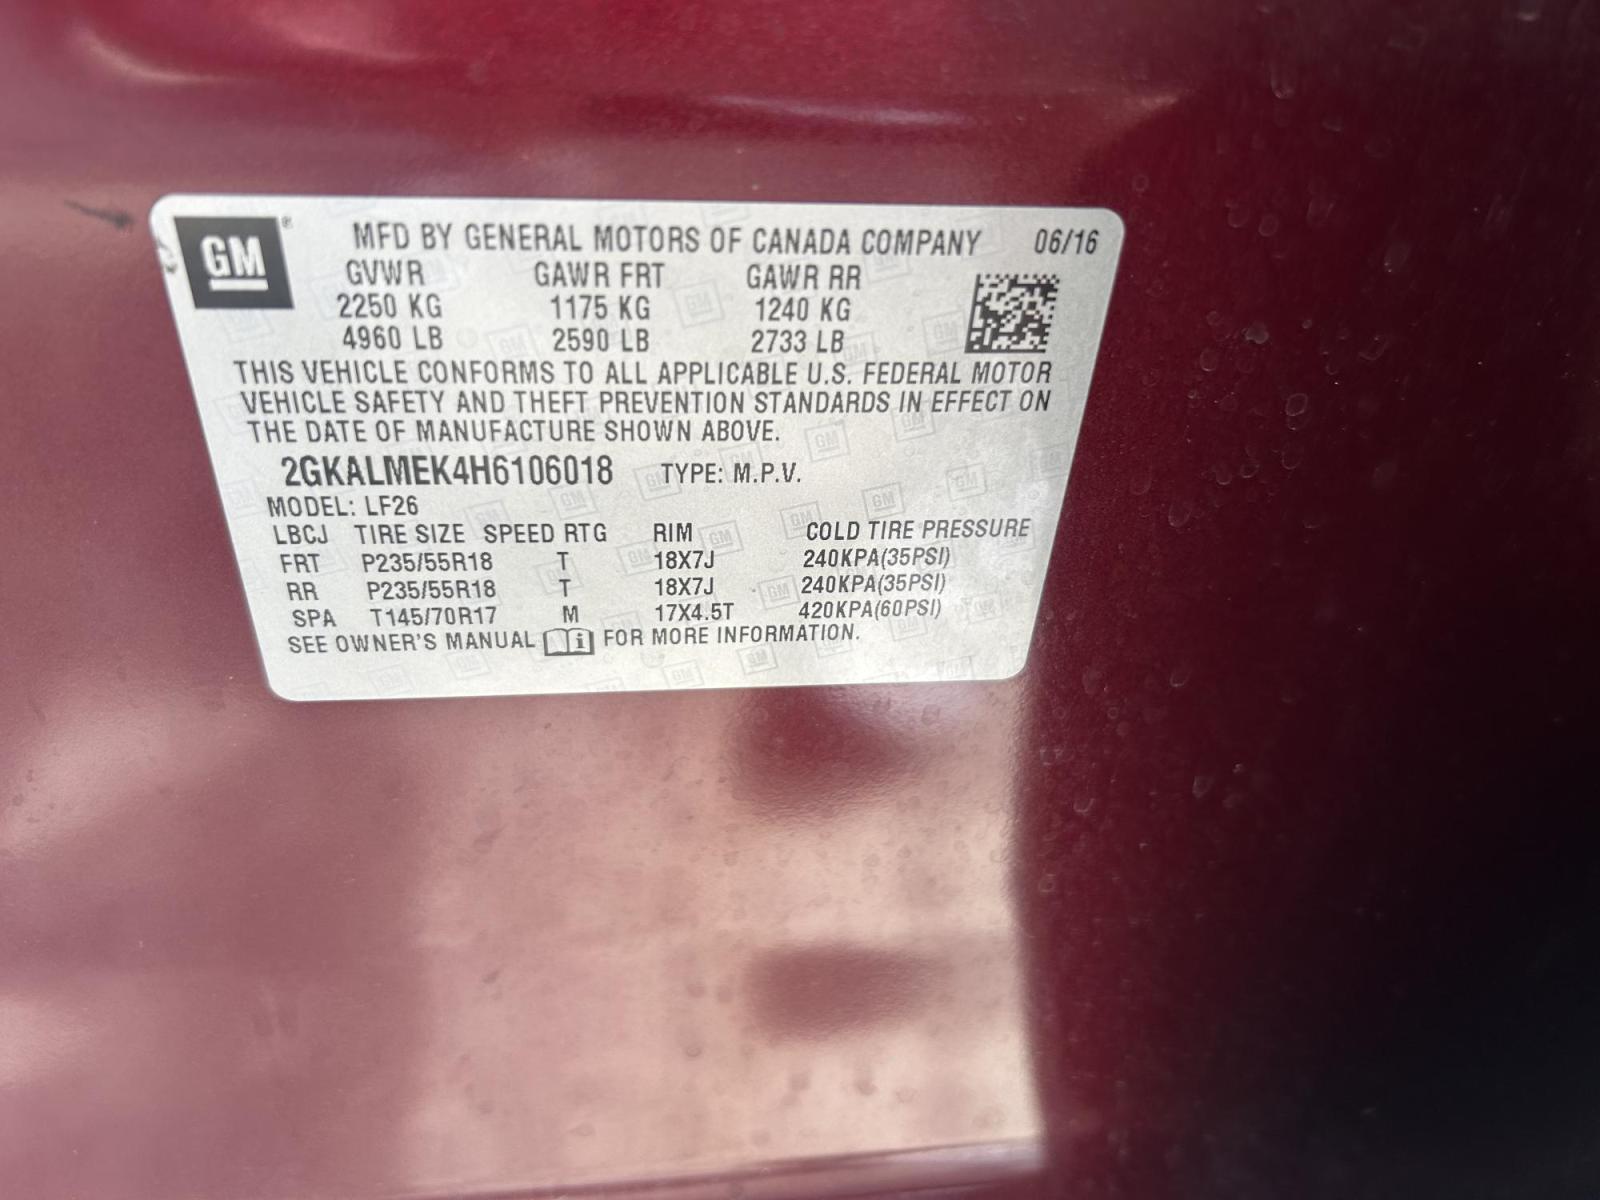 GM ® MFD BY GENERAL MOTORS OF CANADA COMPANY 06/16
GVWR GAWR FRT GAWR RR
2250 KG 1175 KG 1240 KG
4960 LB 2590 LB 2733 LB
THIS VEHICLE CONFORMS TO ALL APPLICABLE U.S. FEDERAL MOTOR
VEHICLE SAFETY AND THEFT PREVENTION STANDARDS IN EFFECT ON
THE DATE OF MANUFACTURE SHOWN ABOVE.
2GKALMEK4H6106018 TYPE: M.P.V.
MODEL: LF26
LBCJ TIRE SIZE SPEED RTG RIM COLD TIRE PRESSURE
FRT P235/55R18 T 18X7J 240KPA(35PSI)
RR P235/55R18 T 18X7J 240KPA(35PSI)
SPA T145/70R17 M 17X4.5T 420KPA(60PSI)
SEE OWNER'S MANUAL i FOR MORE INFORMATION.